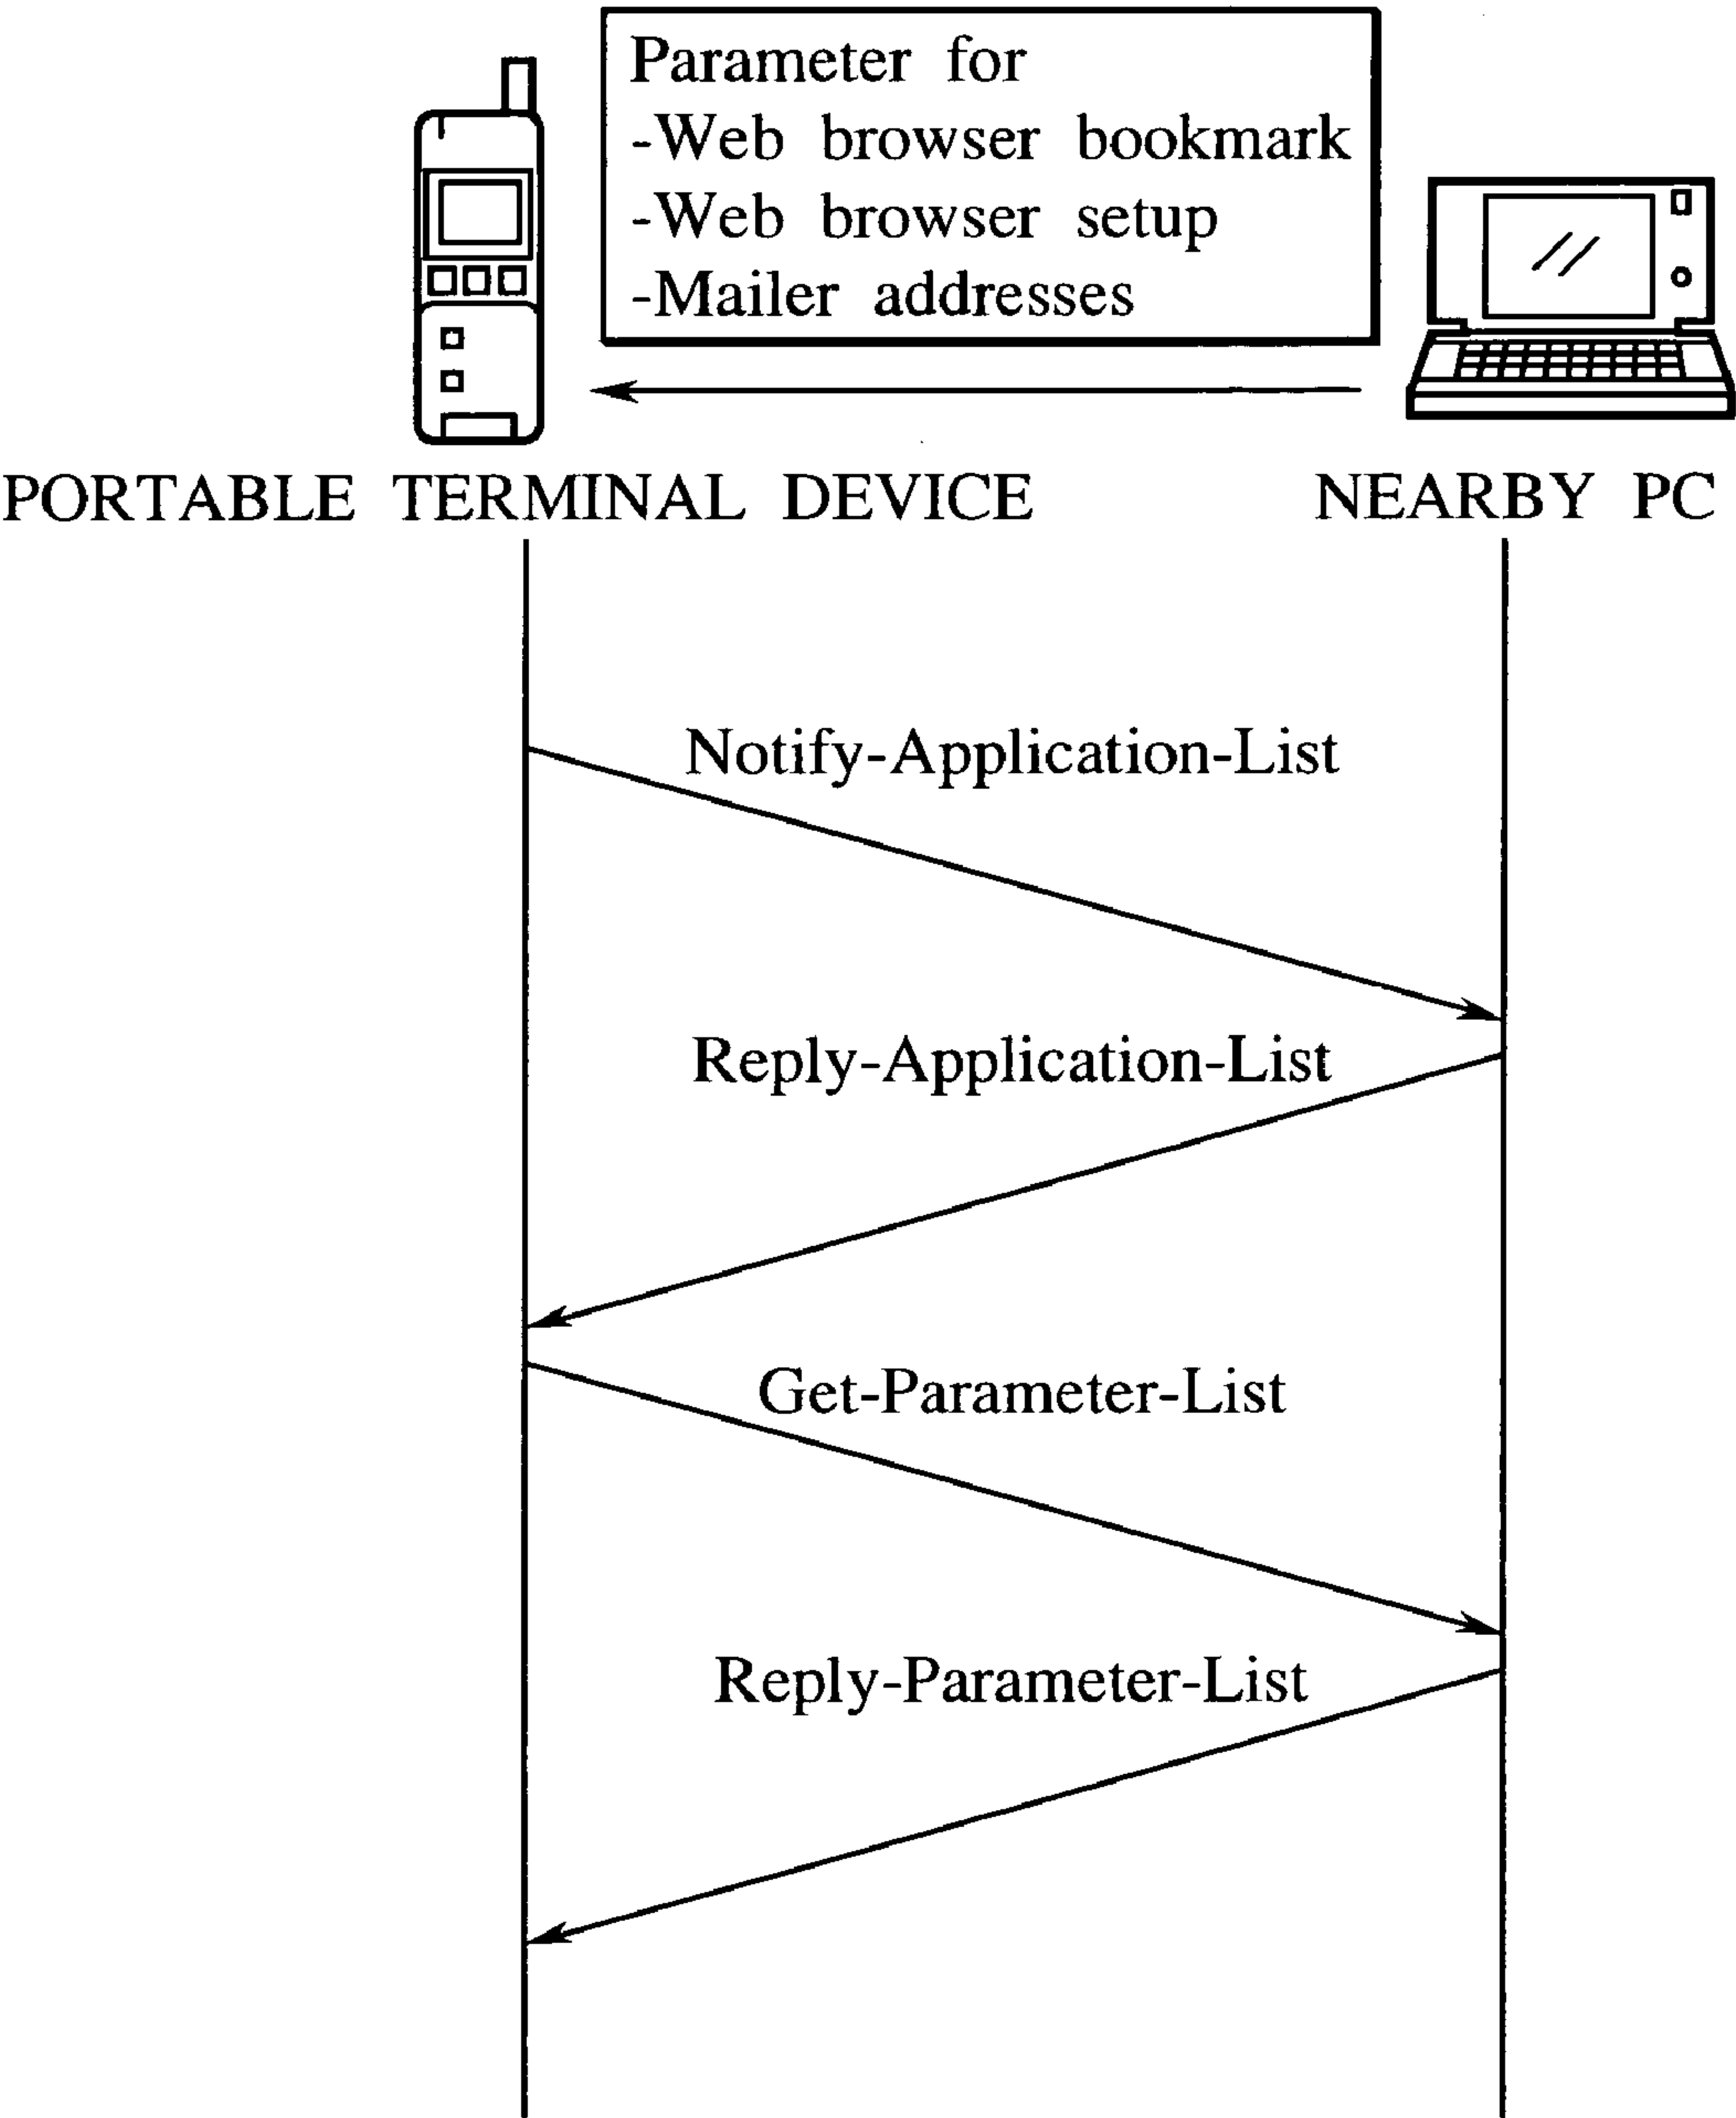 Parameter for
-Web browser bookmark
-Web browser setup
-Mailer addresses
PORTABLE TERMINAL DEVICE
NEARBY PC
Notify-Application-List
Reply-Application-List
Get-Parameter-List
Reply-Parameter-List